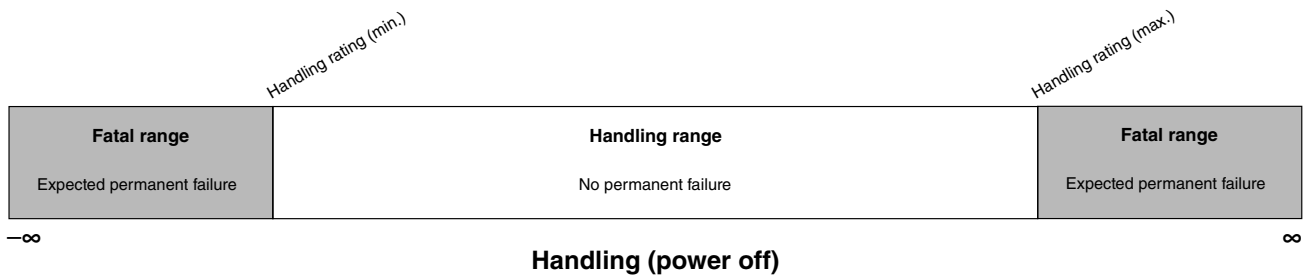 Handling rating (min.)
Handling rating (max.)
Fatal range
Handling range
Fatal range
Expected permanent failure
No permanent failure
Expected permanent failure
–∞
∞
Handling (power off)